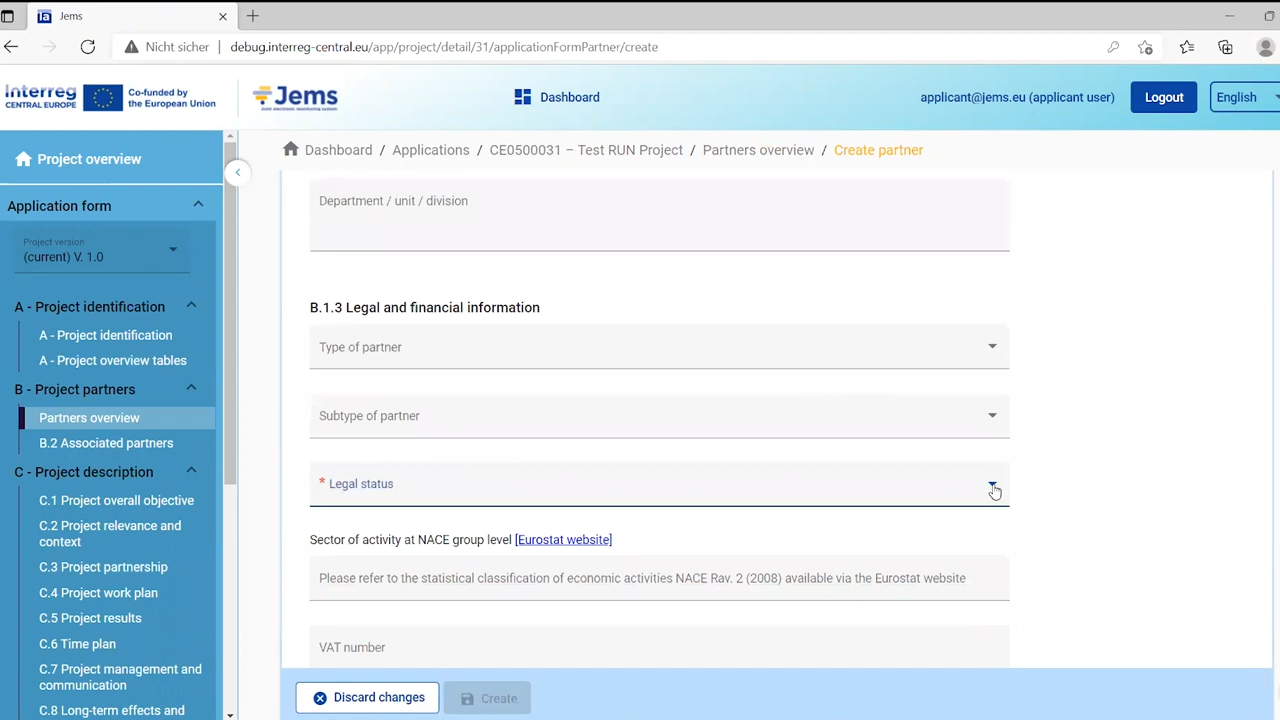 Jems
Nicht sicher
debug.interreg-central.eu/app/project/detail/31/applicationFormPartner/create
Interreg
CENTRAL EUROPE
Co-funded by
the European Union
Jems
joint electronic monitoring system
Dashboard
applicant@jems.eu (applicant user)
Logout
English
Project overview
Application form
Project version
(current) V. 1.0
A - Project identification
A - Project identification
A - Project overview tables
B - Project partners
Partners overview
B.2 Associated partners
C - Project description
C.1 Project overall objective
C.2 Project relevance and
context
C.3 Project partnership
C.4 Project work plan
C.5 Project results
C.6 Time plan
C.7 Project management and
communication
C.8 Long-term effects and
Dashboard / Applications / CE0500031 – Test RUN Project / Partners overview / Create partner
Department / unit / division
B.1.3 Legal and financial information
Type of partner
Subtype of partner
* Legal status
Sector of activity at NACE group level [Eurostat website]
Please refer to the statistical classification of economic activities NACE Rav. 2 (2008) available via the Eurostat website
VAT number
Discard changes
Create